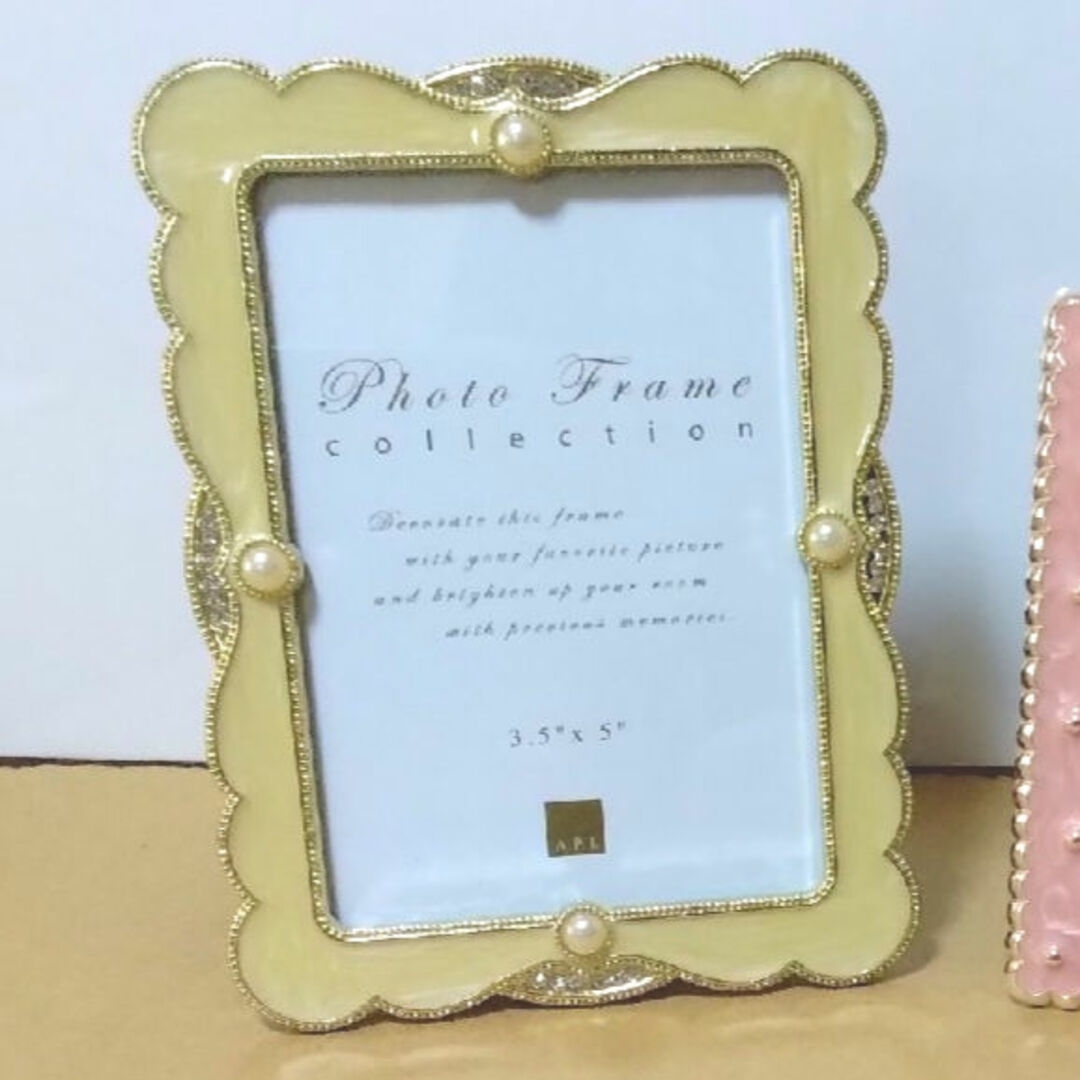 Photo Frame
collection
Decorate this frame
with your favorite picture
and brighten up your room
with precious memories.
3.5"x 5"
A.P.L